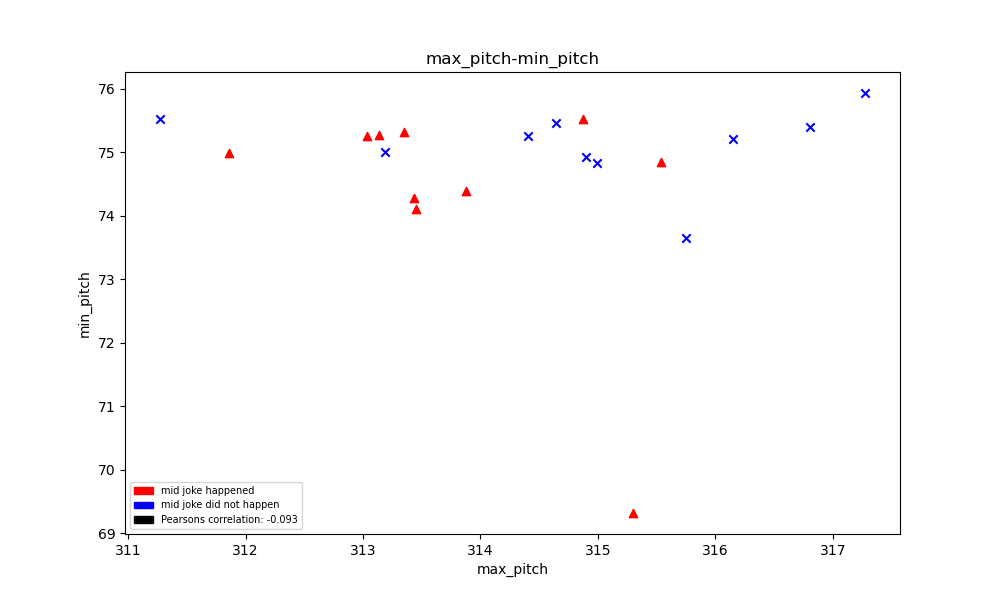 max_pitch-min_pitch
76
75
74
73
72
71
70
69
min_pitch
mid joke happened
mid joke did not happen
Pearsons correlation: -0.093
311 312 313 314 315 316 317
max_pitch